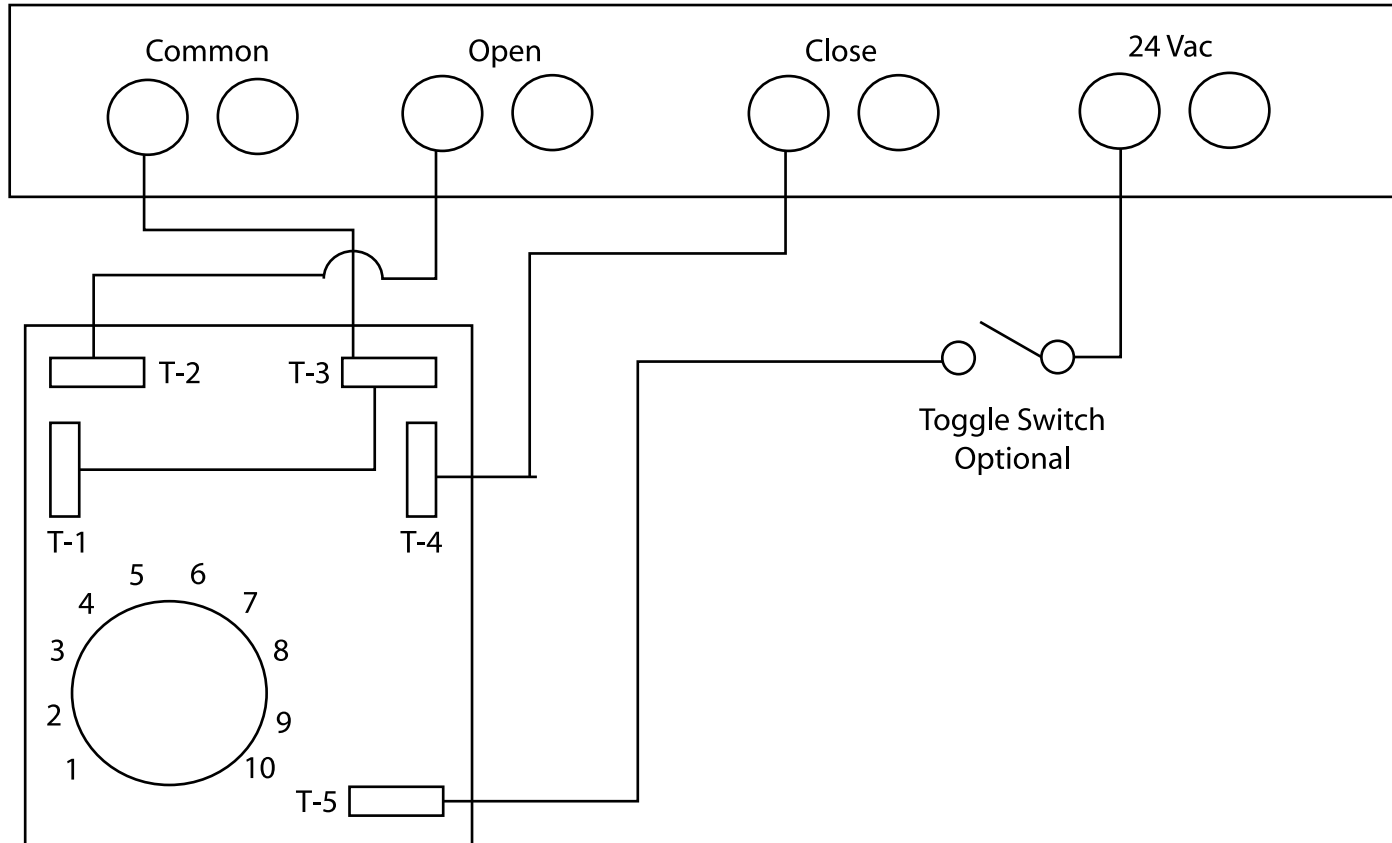 Common
Open
Close
24 Vac
T-2
T-3
Toggle Switch
Optional
T-1
T-4
5
6
4
7
3
8
2
9
1
10
T-5